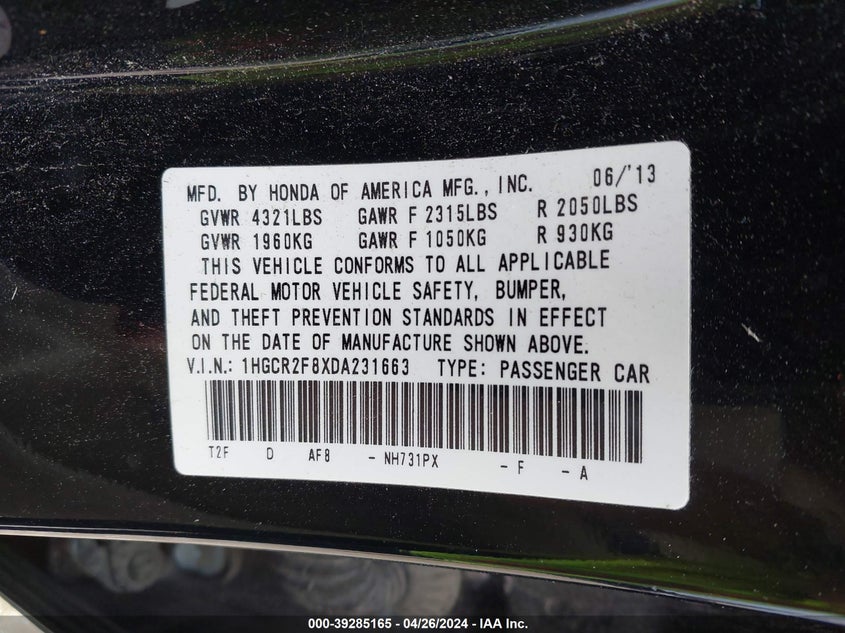 MFD. BY HONDA OF AMERICA MFG., INC. 06/'13
GVWR 4321LBS GAWR F 2315LBS R 2050LBS
GVWR 1960KG GAWR F 1050KG R 930KG
THIS VEHICLE CONFORMS TO ALL APPLICABLE
FEDERAL MOTOR VEHICLE SAFETY, BUMPER,
AND THEFT PREVENTION STANDARDS IN EFFECT
ON THE DATE OF MANUFACTURE SHOWN ABOVE.
V.I.N.: 1HGCR2F8XDA231663 TYPE: PASSENGER CAR
T2F D AF8 - NH731PX - F - A
000-39285165 - 04/26/2024 - IAA Inc.